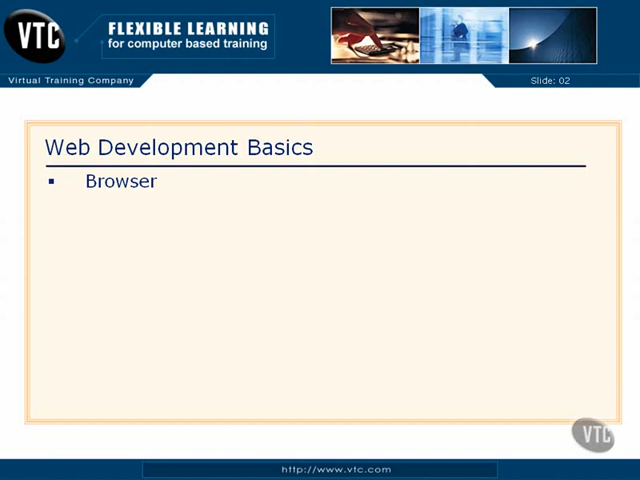 VTC
FLEXIBLE LEARNING
for computer based training
Virtual Training Company
Slide: 02
Web Development Basics
▪ Browser
VTC
http://www.vtc.com